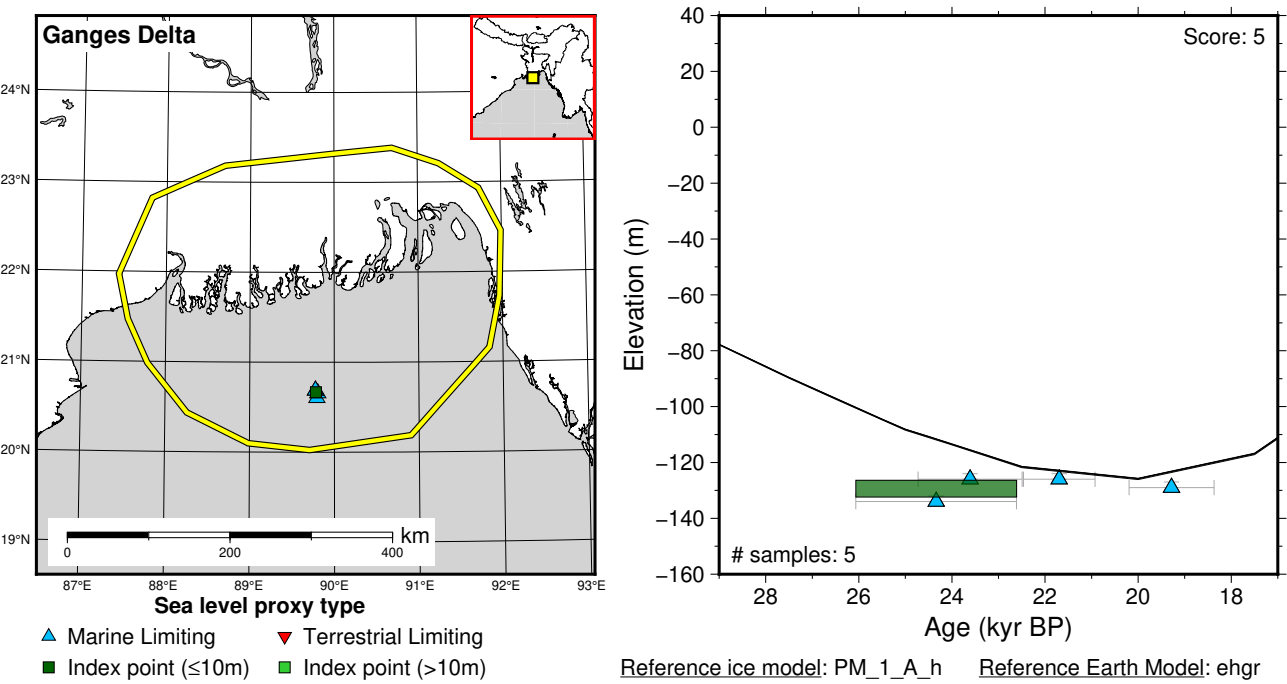 Ganges Delta
24°N
23°N
22°N
21°N
20°N
19°N
87°E
88°E
89°E
90°E
91°E
92°E
93°E
0
200
400
km
Sea level proxy type
Marine Limiting
Terrestrial Limiting
Index point (≤10m)
Index point (>10m)
Score: 5
40
20
0
−20
−40
−60
−80
−100
−120
−140
−160
Elevation (m)
# samples: 5
28
26
24
22
20
18
Age (kyr BP)
Reference ice model: PM_1_A_h
Reference Earth Model: ehgr